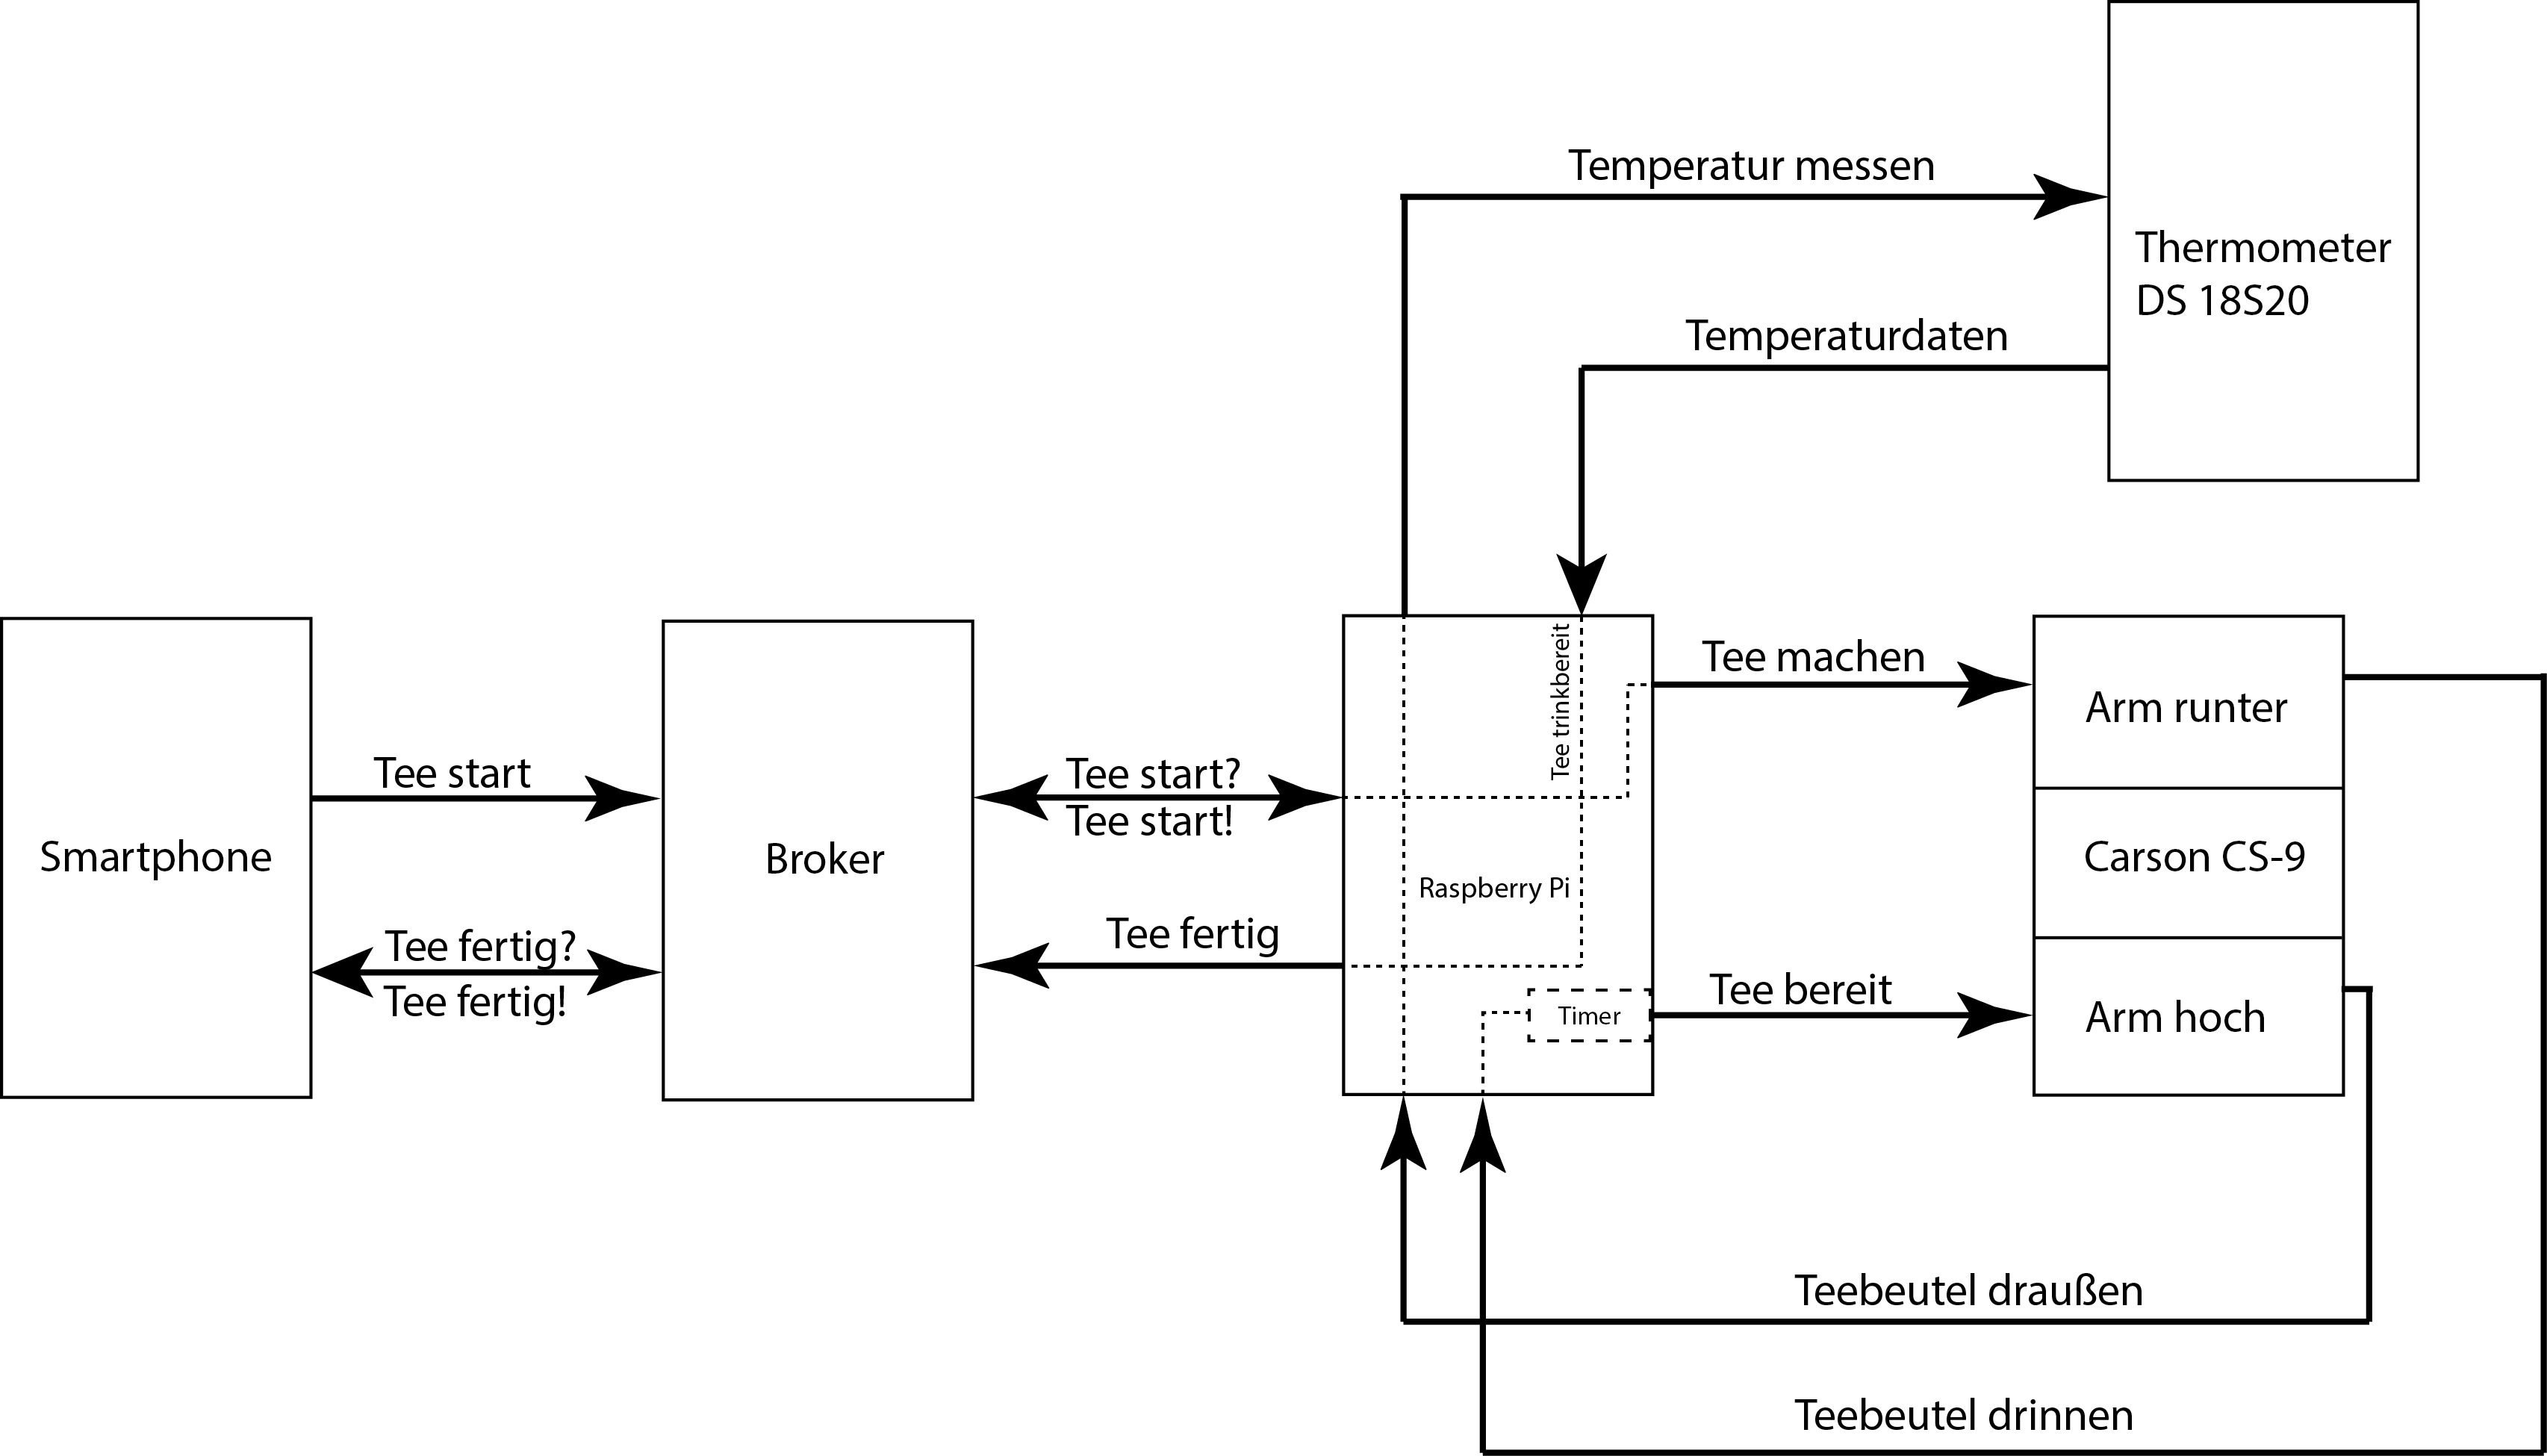 Temperatur messen
Thermometer
DS 18S20
Temperaturdaten
Tee trinkbereit
Tee machen
Arm runter
Tee start
Tee start?
Tee start!
Smartphone
Broker
Raspberry Pi
Carson CS-9
Tee fertig?
Tee fertig!
Tee fertig
Timer
Tee bereit
Arm hoch
Teebeutel draußen
Teebeutel drinnen